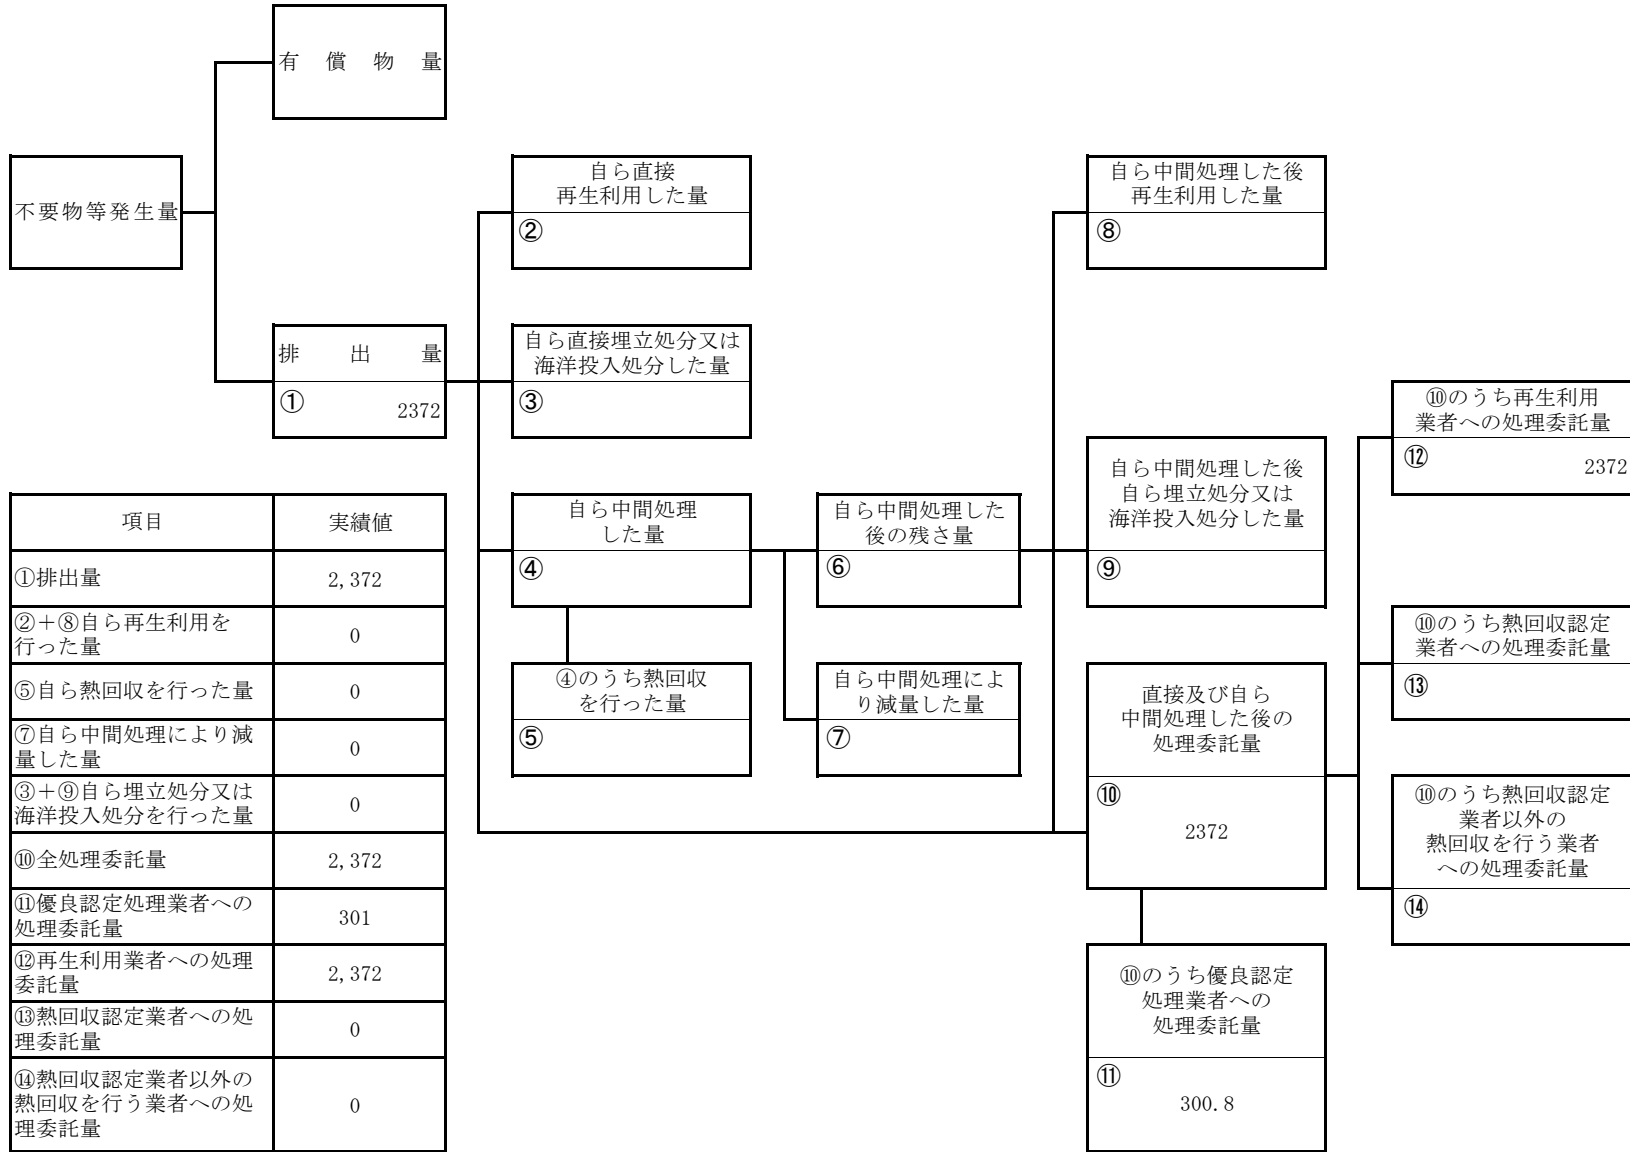 有償物量
不要物等発生量
排出量
①
2372
自ら直接
再生利用した量
②
自ら直接埋立処分又は
海洋投入処分した量
③
自ら中間処理
した量
④
④のうち熱回収
を行った量
⑤
自ら中間処理した
後の残さ量
⑥
自ら中間処理によ
り減量した量
⑦
自ら中間処理した後
再生利用した量
⑧
自ら中間処理した後
自ら埋立処分又は
海洋投入処分した量
⑨
直接及び自ら
中間処理した後の
処理委託量
⑩
2372
⑩のうち優良認定
処理業者への
処理委託量
⑪
300.8
⑩のうち再生利用
業者への処理委託量
⑫
2372
⑩のうち熱回収認定
業者への処理委託量
⑬
⑩のうち熱回収認定
業者以外の
熱回収を行う業者
への処理委託量
⑭
項目 実績値
①排出量 2,372
②+⑧自ら再生利用を
行った量 0
⑤自ら熱回収を行った量 0
⑦自ら中間処理により減
量した量 0
③+⑨自ら埋立処分又は
海洋投入処分を行った量 0
⑩全処理委託量 2,372
⑪優良認定処理業者への
処理委託量 301
⑫再生利用業者への処理
委託量 2,372
⑬熱回収認定業者への処
理委託量 0
⑭熱回収認定業者以外の
熱回収を行う業者への処
理委託量 0